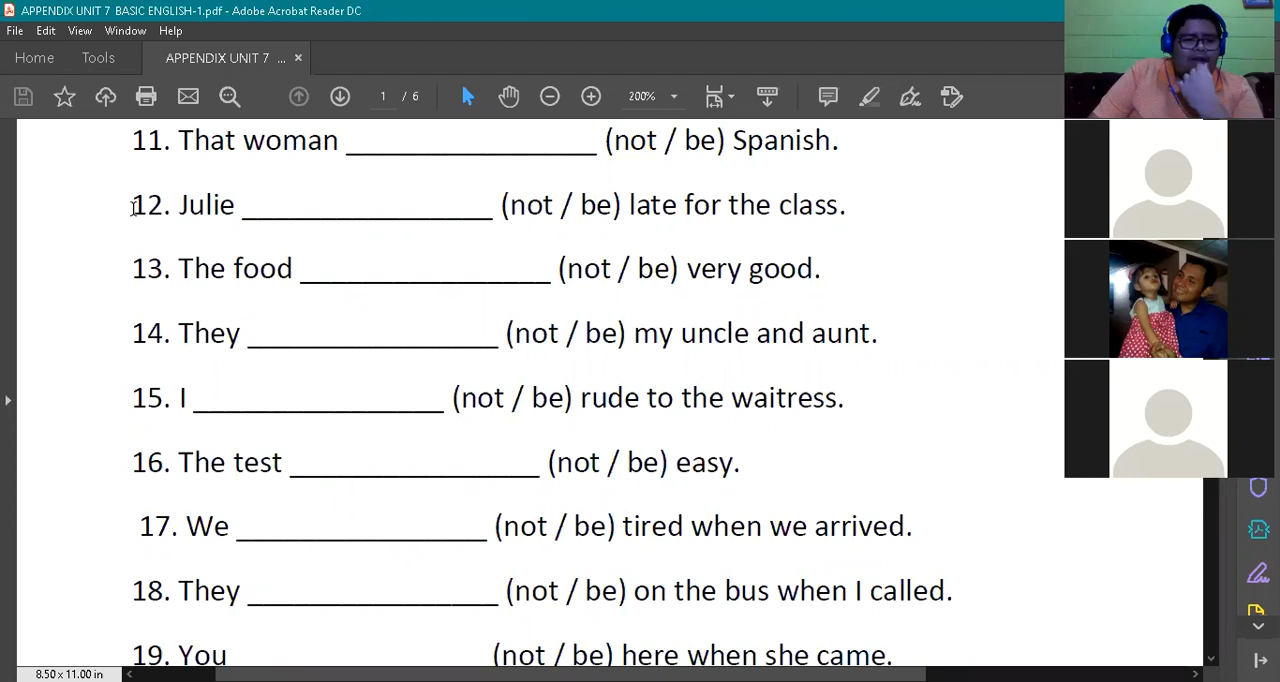 APPENDIX UNIT 7 BASIC ENGLISH-1.pdf - Adobe Acrobat Reader DC
File Edit View Window Help
Home Tools APPENDIX UNIT 7 ... ×
1 / 6 200%
11. That woman ________________ (not / be) Spanish.
12. Julie ________________ (not / be) late for the class.
13. The food ________________ (not / be) very good.
14. They ________________ (not / be) my uncle and aunt.
15. I ________________ (not / be) rude to the waitress.
16. The test ________________ (not / be) easy.
17. We ________________ (not / be) tired when we arrived.
18. They ________________ (not / be) on the bus when I called.
19. You ________________ (not / be) here when she came.
8.50 x 11.00 in